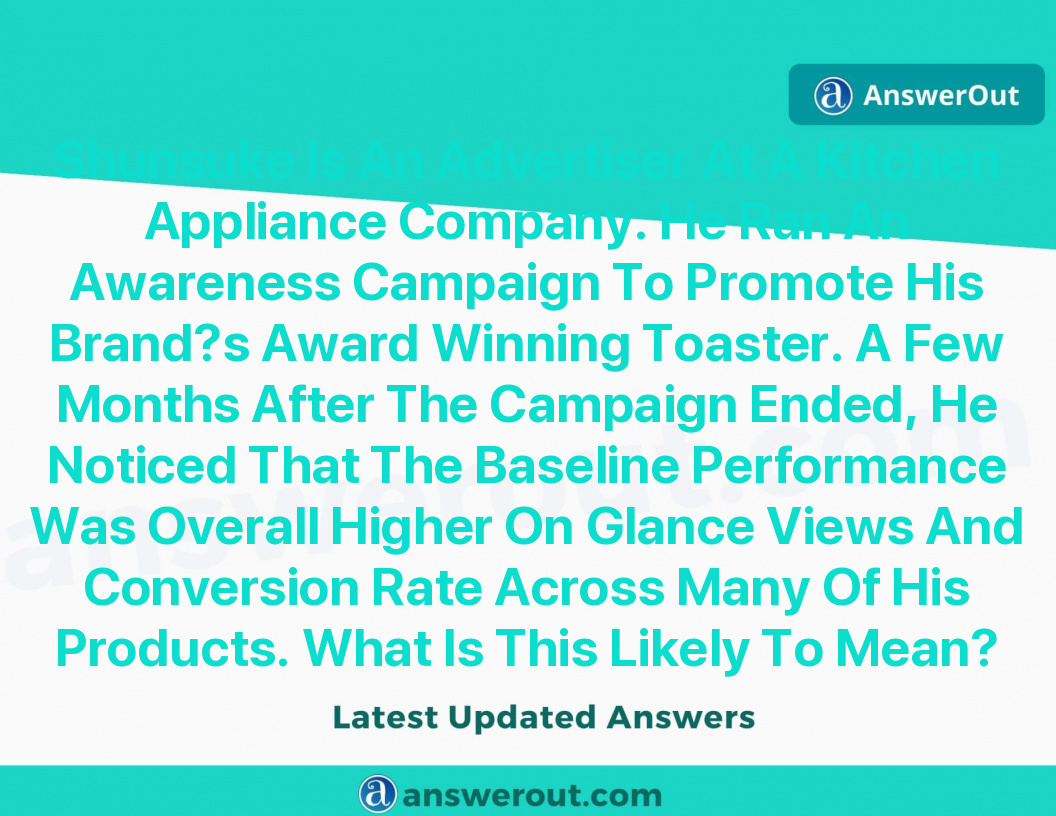 AnswerOut
Shunsuke Is An Advertiser At A Kitchen
Appliance Company. He Ran An
Awareness Campaign To Promote His
Brand?s Award Winning Toaster. A Few
Months After The Campaign Ended, He
Noticed That The Baseline Performance
Was Overall Higher On Glance Views And
Conversion Rate Across Many Of His
Products. What Is This Likely To Mean?
answerout.com
Latest Updated Answers
answerout.com